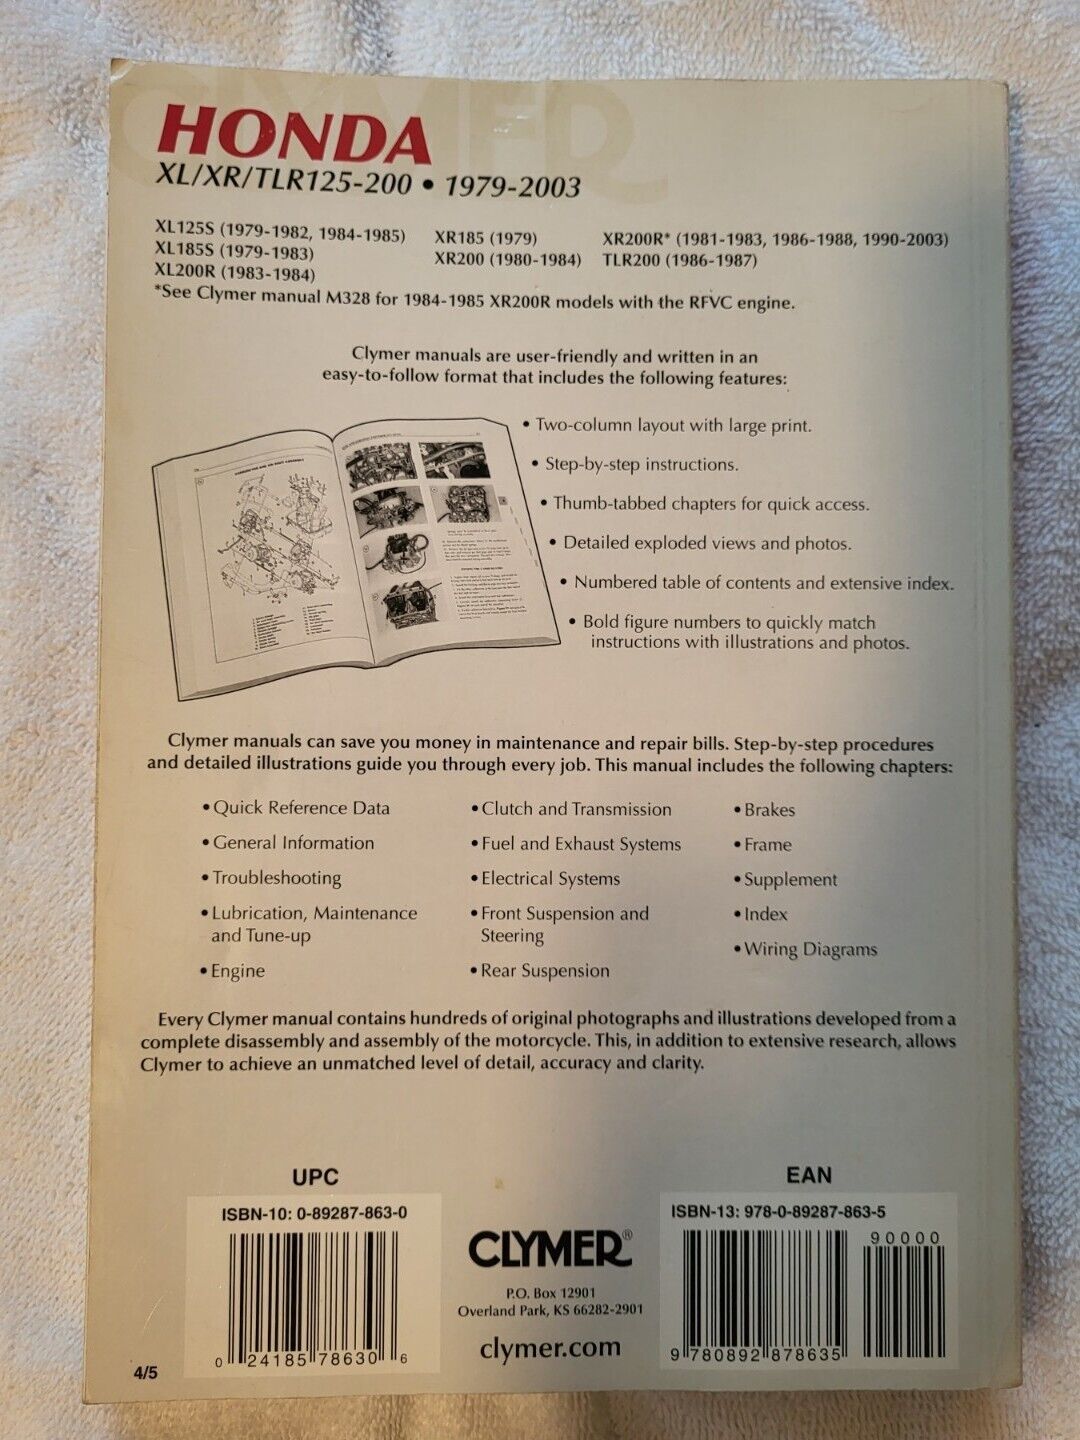 CLYMER
HONDA
XL/XR/TLR125-200 • 1979-2003
XL125S (1979-1982, 1984-1985)
XL185S (1979-1983)
XL200R (1983-1984)
XR185 (1979)
XR200 (1980-1984)
XR200R* (1981-1983, 1986-1988, 1990-2003)
TLR200 (1986-1987)
*See Clymer manual M328 for 1984-1985 XR200R models with the RFVC engine.
Clymer manuals are user-friendly and written in an
easy-to-follow format that includes the following features:
• Two-column layout with large print.
• Step-by-step instructions.
• Thumb-tabbed chapters for quick access.
• Detailed exploded views and photos.
• Numbered table of contents and extensive index.
• Bold figure numbers to quickly match
instructions with illustrations and photos.
Clymer manuals can save you money in maintenance and repair bills. Step-by-step procedures
and detailed illustrations guide you through every job. This manual includes the following chapters:
• Quick Reference Data
• General Information
• Troubleshooting
• Lubrication, Maintenance
and Tune-up
• Engine
• Clutch and Transmission
• Fuel and Exhaust Systems
• Electrical Systems
• Front Suspension and
Steering
• Rear Suspension
• Brakes
• Frame
• Supplement
• Index
• Wiring Diagrams
Every Clymer manual contains hundreds of original photographs and illustrations developed from a
complete disassembly and assembly of the motorcycle. This, in addition to extensive research, allows
Clymer to achieve an unmatched level of detail, accuracy and clarity.
UPC
ISBN-10: 0-89287-863-0
0 24185 78630 6
4/5
CLYMER®
P.O. Box 12901
Overland Park, KS 66282-2901
clymer.com
EAN
ISBN-13: 978-0-89287-863-5
90000
9 780892 878635